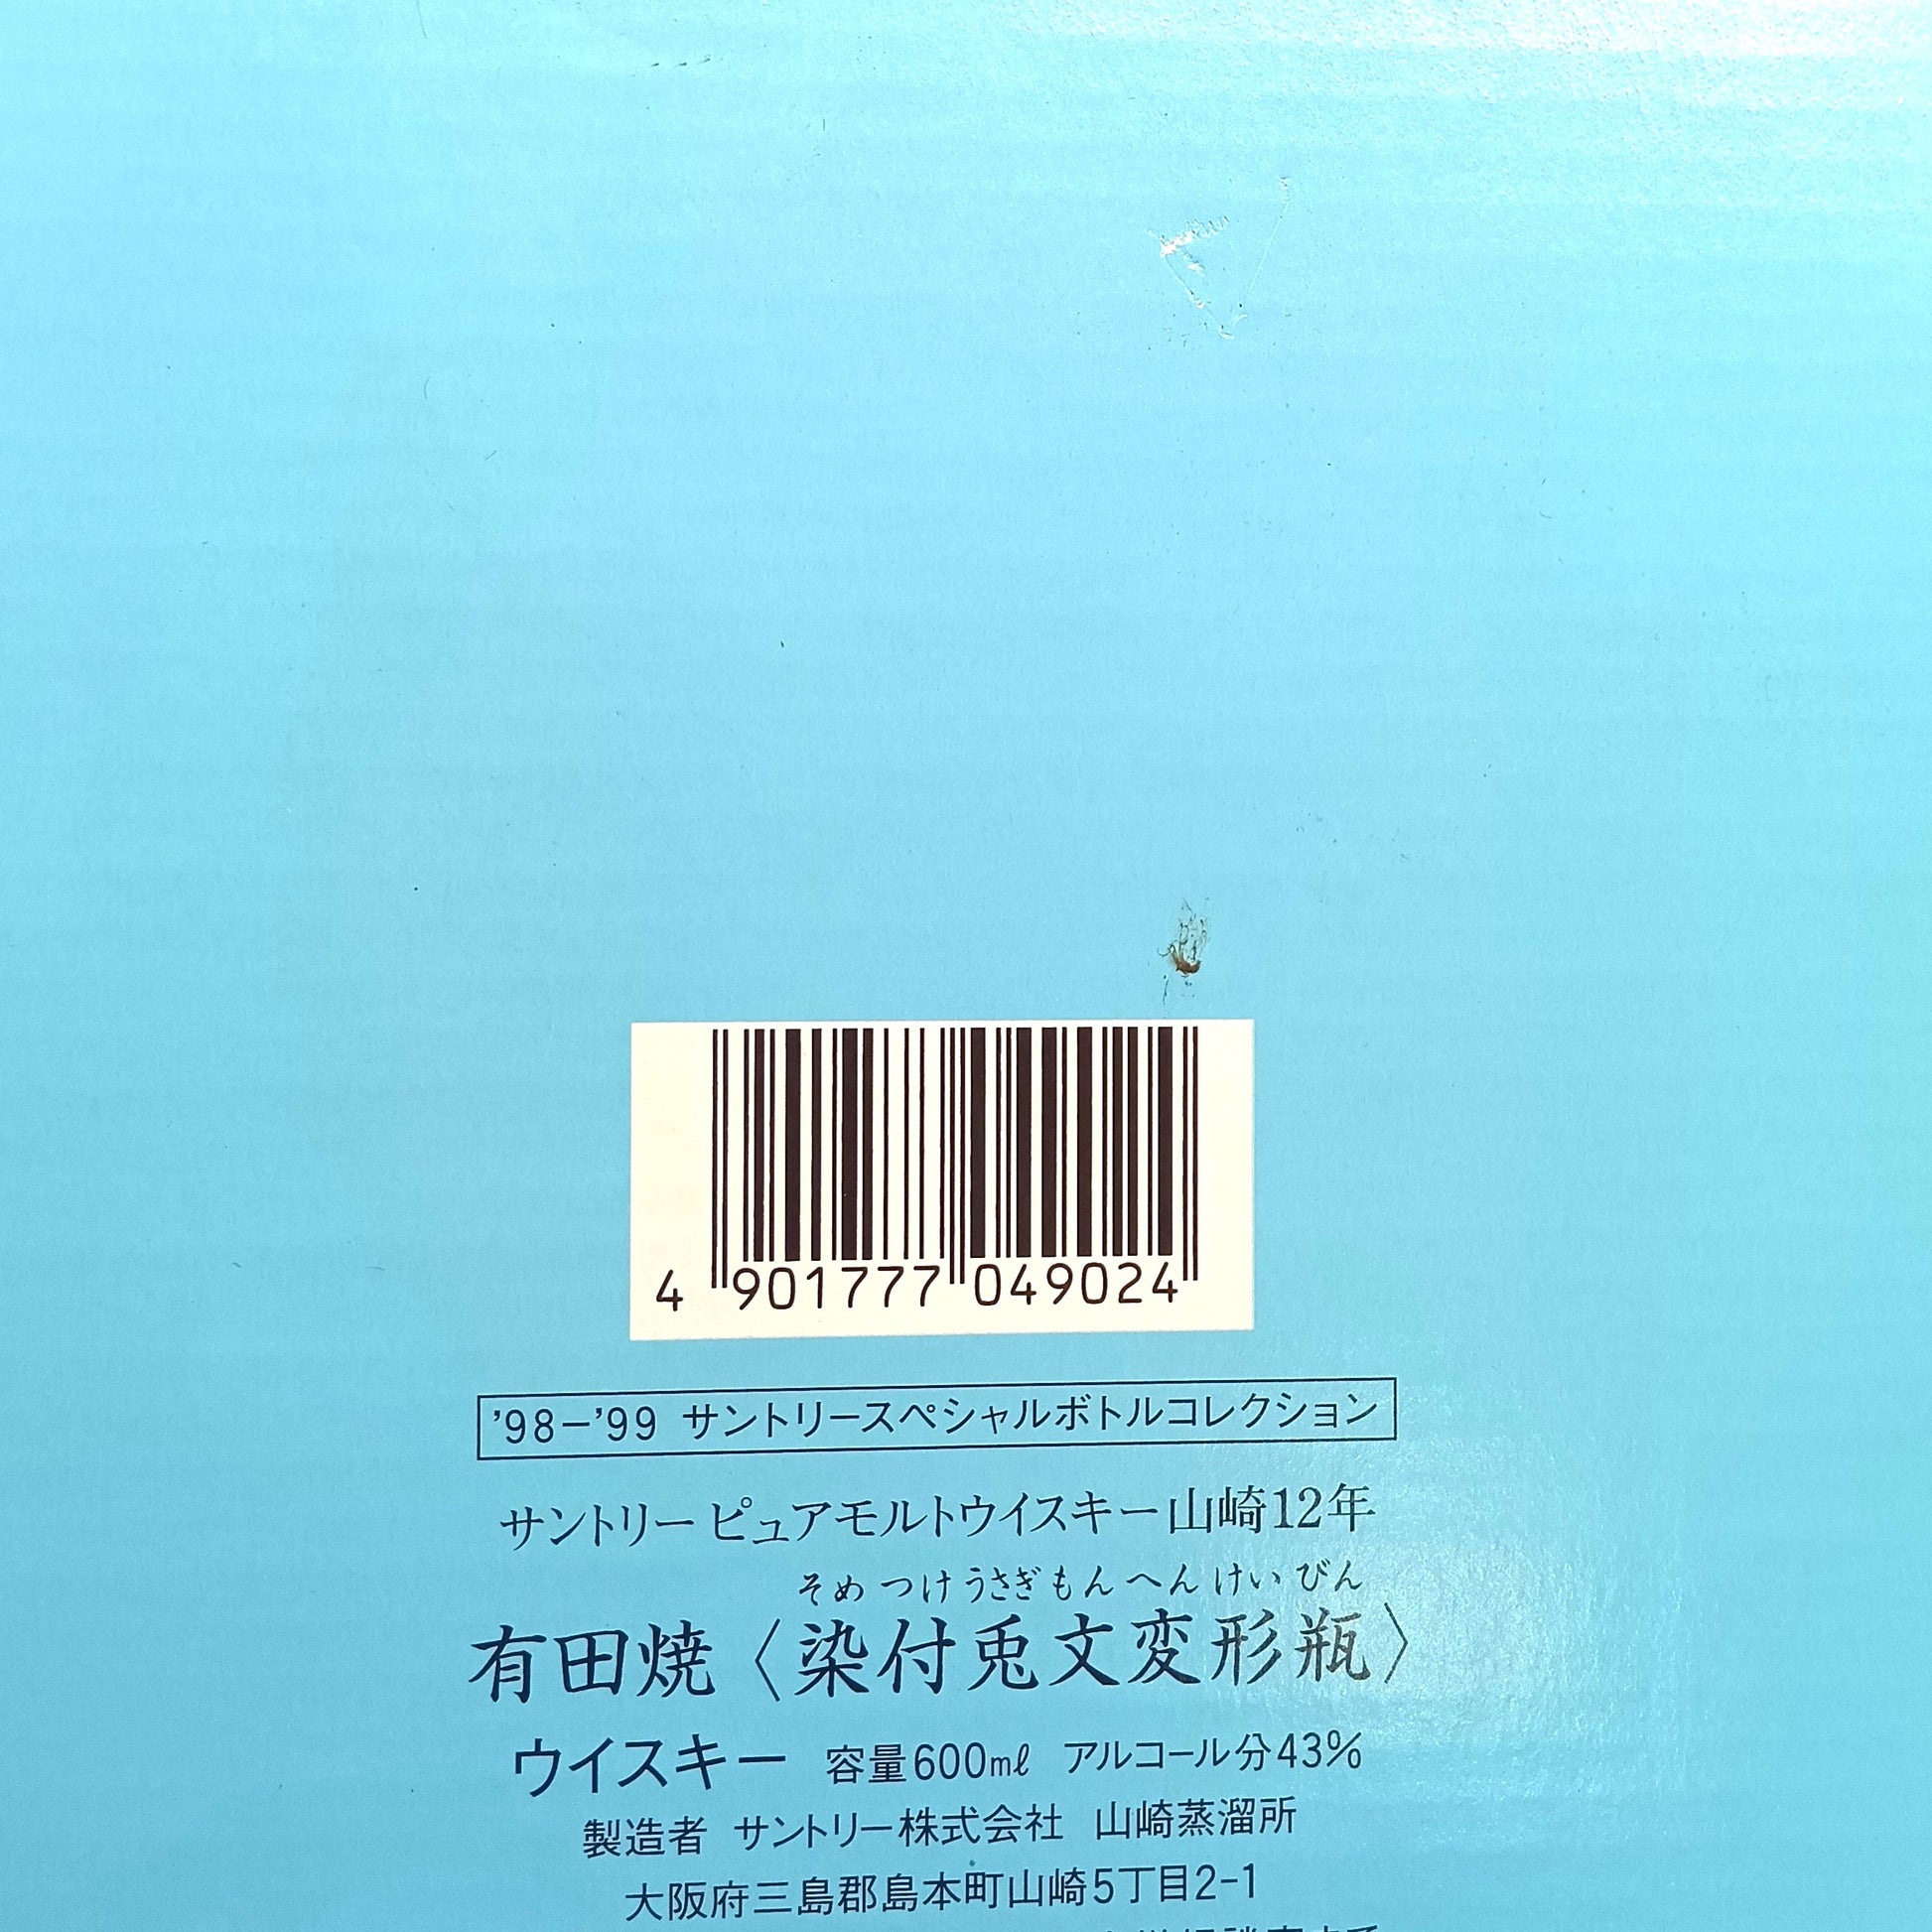 4 901777 049024
'98-'99 サントリースペシャルボトルコレクション
サントリー ピュアモルトウイスキー山崎12年
そめ つけ うさぎ もん へん けい びん
有田焼〈染付兎文変形瓶〉
ウイスキー 容量600mℓ アルコール分43%
製造者 サントリー株式会社 山崎蒸溜所
大阪府三島郡島本町山崎5丁目2-1